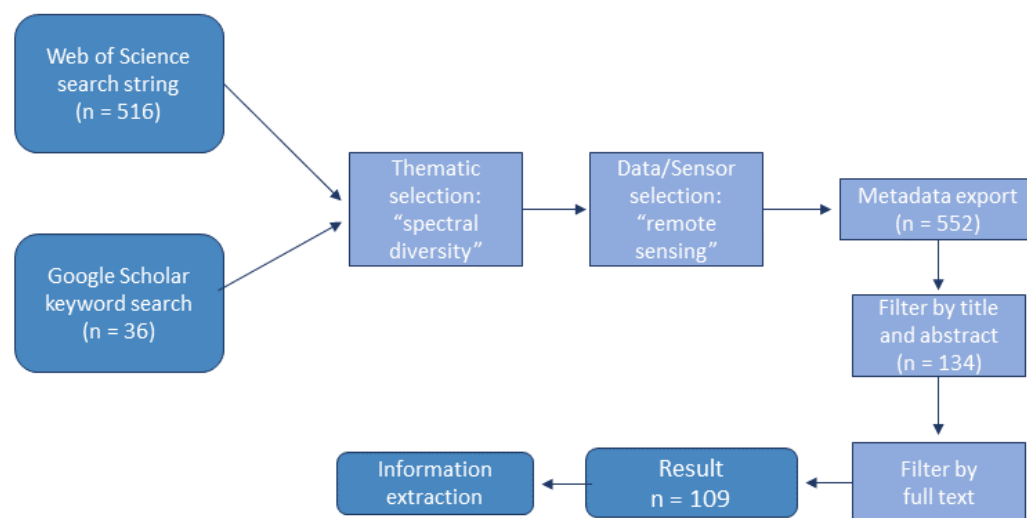 Web of Science
search string
(n = 516)
Google Scholar
keyword search
(n = 36)
Thematic
selection:
“spectral
diversity”
Data/Sensor
selection:
“remote
sensing”
Metadata export
(n = 552)
Filter by title
and abstract
(n = 134)
Filter by
full text
Result
n = 109
Information
extraction